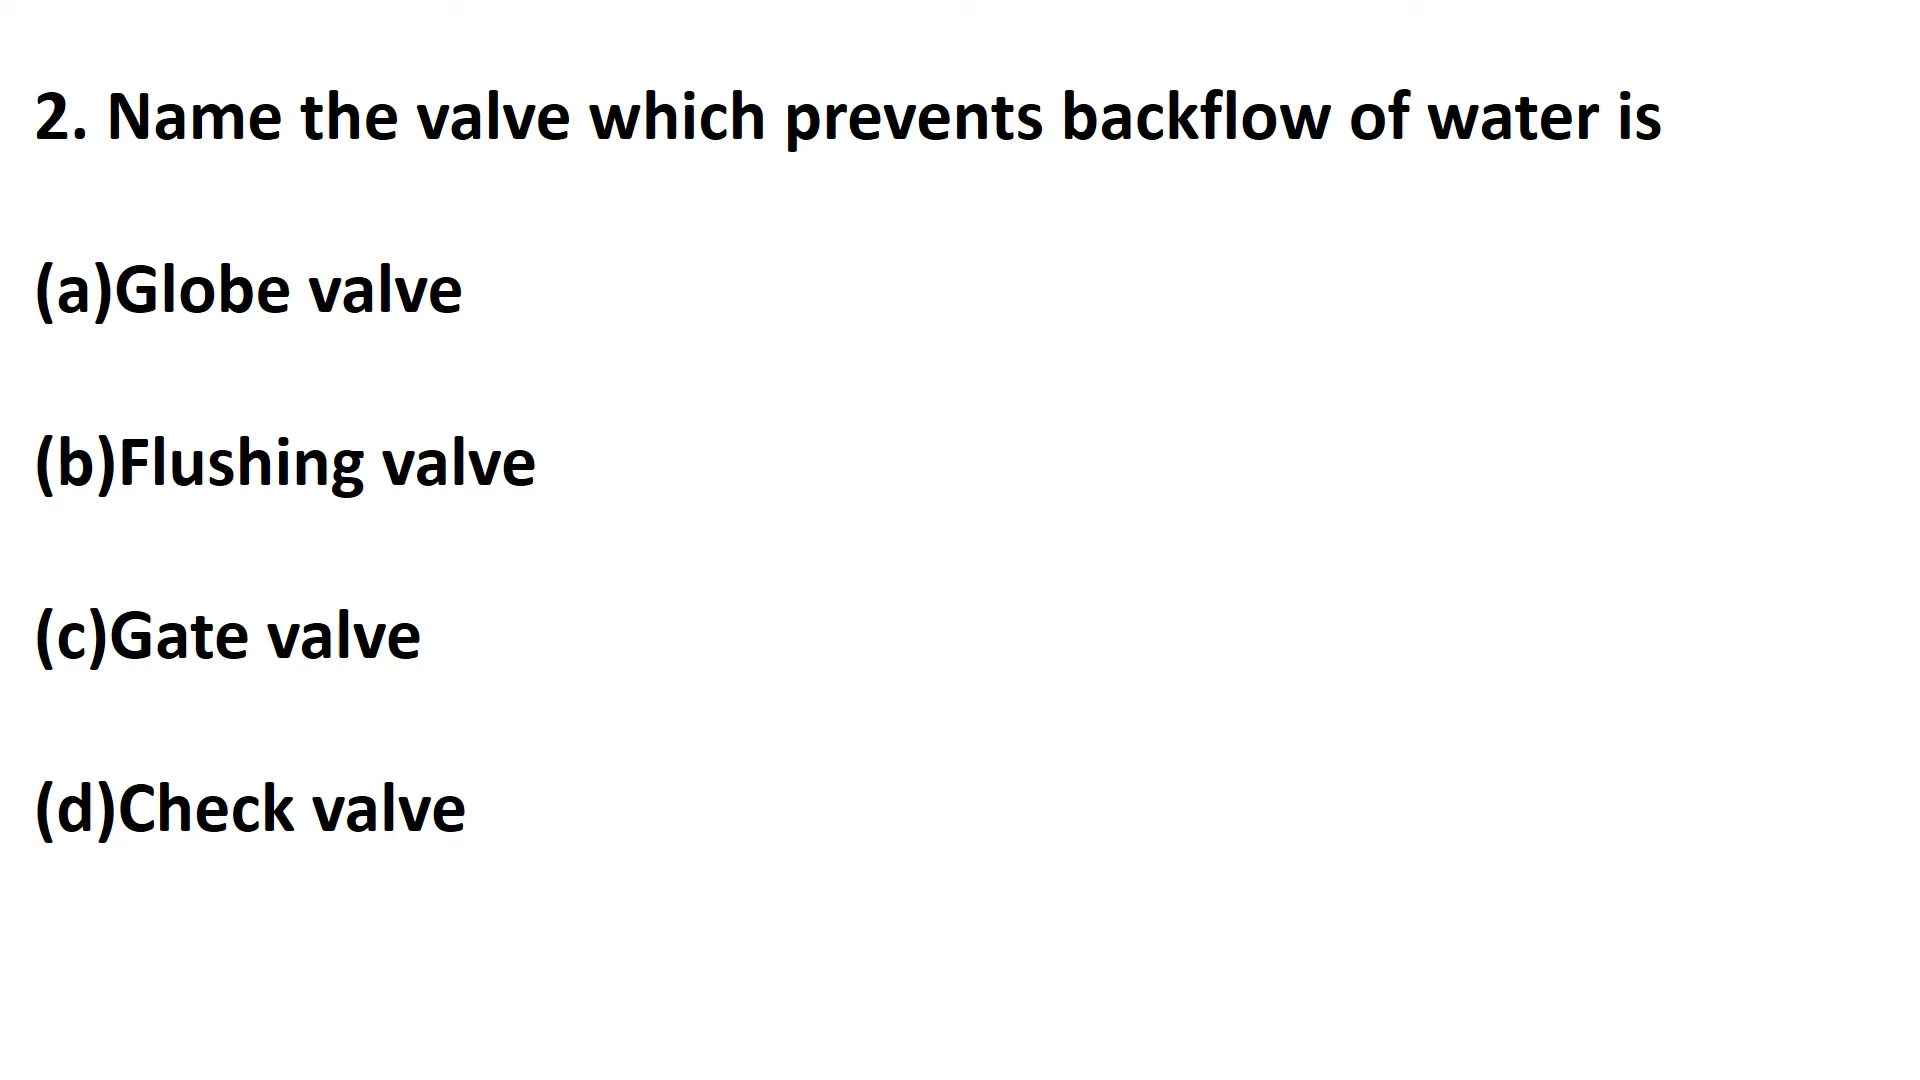 2. Name the valve which prevents backflow of water is
(a)Globe valve
(b)Flushing valve
(c)Gate valve
(d)Check valve